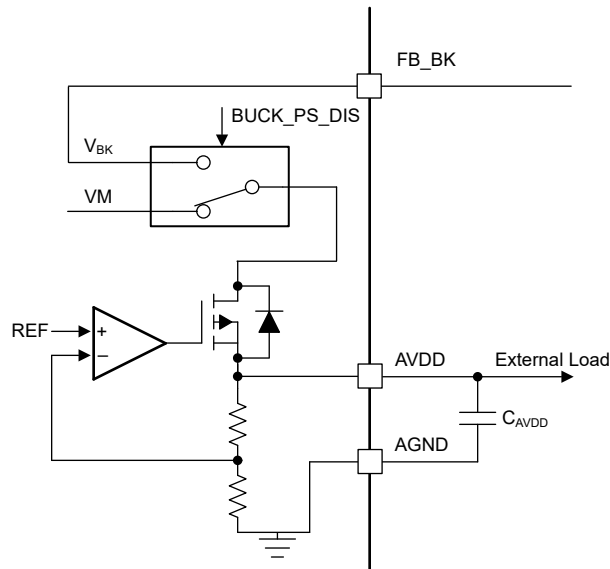 FB_BK
BUCK_PS_DIS
VBK
VM
REF
+
–
AVDD
External Load
CAVDD
AGND